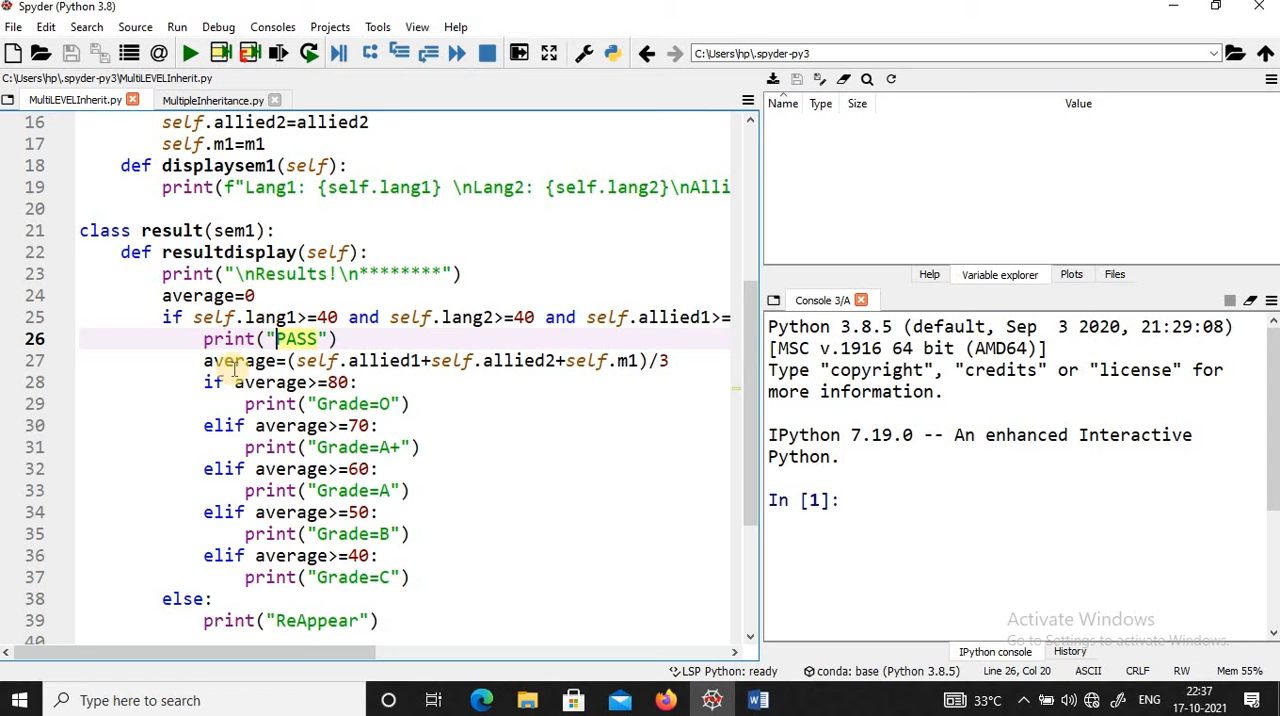 Spyder (Python 3.8)
File Edit Search Source Run Debug Consoles Projects Tools View Help
C:\Users\hp\.spyder-py3
C:\Users\hp\.spyder-py3\MultiLEVELInherit.py
MultiLEVELInherit.py MultipleInheritance.py
16 self.allied2=allied2
17 self.m1=m1
18 def displaysem1(self):
19 print(f"Lang1: {self.lang1} \nLang2: {self.lang2}\nAlli
20
21 class result(sem1):
22 def resultdisplay(self):
23 print("\nResults!\n********")
24 average=0
25 if self.lang1>=40 and self.lang2>=40 and self.allied1>=
26 print("PASS")
27 average=(self.allied1+self.allied2+self.m1)/3
28 if average>=80:
29 print("Grade=O")
30 elif average>=70:
31 print("Grade=A+")
32 elif average>=60:
33 print("Grade=A")
34 elif average>=50:
35 print("Grade=B")
36 elif average>=40:
37 print("Grade=C")
38 else:
39 print("ReAppear")
40
Name Type Size Value
Help Variable explorer Plots Files
Console 3/A
Python 3.8.5 (default, Sep 3 2020, 21:29:08)
[MSC v.1916 64 bit (AMD64)]
Type "copyright", "credits" or "license" for
more information.
IPython 7.19.0 -- An enhanced Interactive
Python.
In [1]:
Activate Windows
Go to Settings to activate Windows.
IPython console History
LSP Python: ready conda: base (Python 3.8.5) Line 26, Col 20 ASCII CRLF RW Mem 55%
Type here to search
33°C ENG
22:37
17-10-2021